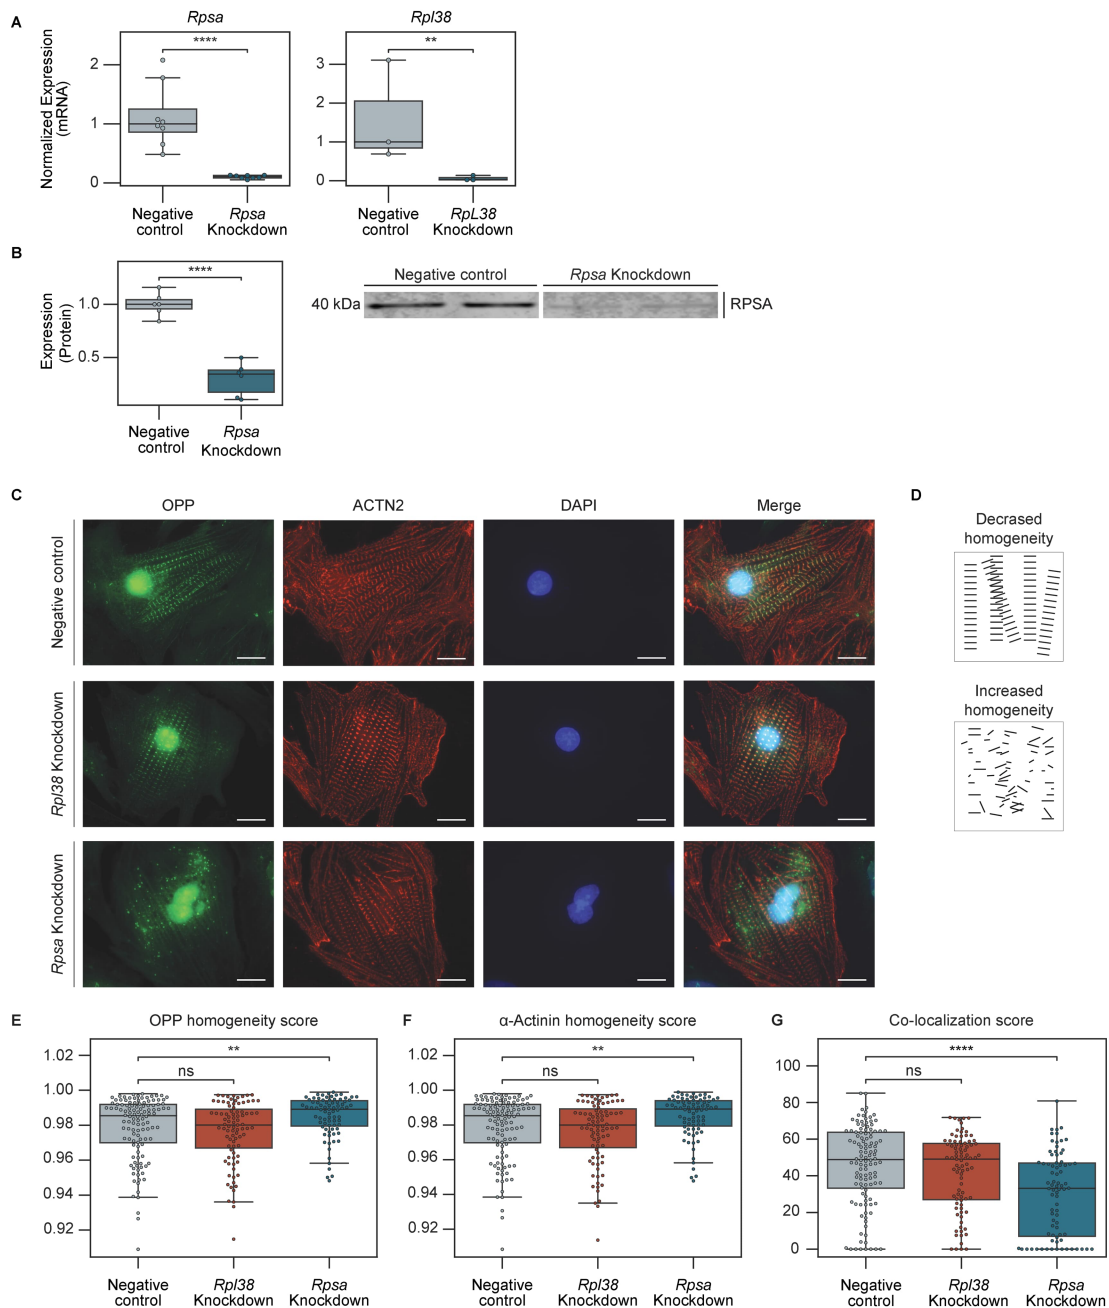 A
Rpsa
Rpl38
Normalized Expression
(mRNA)
****
**
2
1
0
3
2
1
0
Negative
control
Rpsa
Knockdown
Negative
control
RpL38
Knockdown
B
Expression
(Protein)
****
1.0
0.5
Negative
control
Rpsa
Knockdown
Negative control
Rpsa Knockdown
40 kDa
RPSA
C
OPP
ACTN2
DAPI
Merge
Negative control
Rpl38 Knockdown
Rpsa Knockdown
D
Decrased
homogeneity
Increased
homogeneity
E
OPP homogeneity score
**
ns
1.02
1.00
0.98
0.96
0.94
0.92
Negative
control
Rpl38
Knockdown
Rpsa
Knockdown
F
α-Actinin homogeneity score
**
ns
1.02
1.00
0.98
0.96
0.94
0.92
Negative
control
Rpl38
Knockdown
Rpsa
Knockdown
G
Co-localization score
****
ns
100
80
60
40
20
0
Negative
control
Rpl38
Knockdown
Rpsa
Knockdown